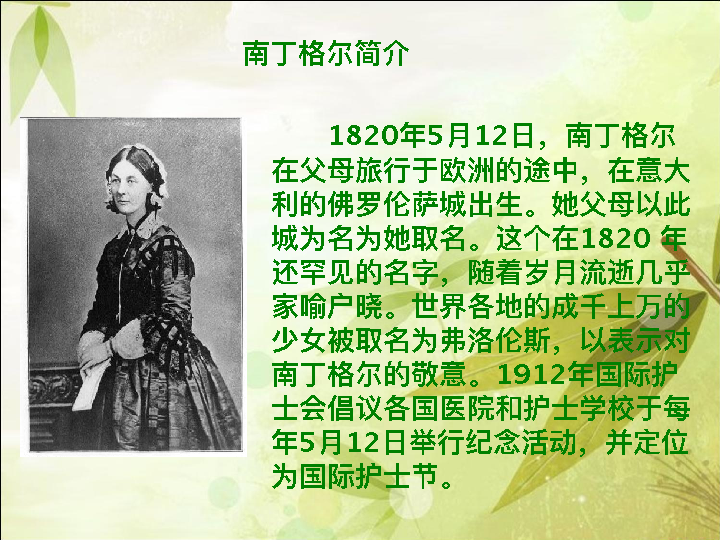 南丁格尔简介
1820年5月12日，南丁格尔
在父母旅行于欧洲的途中，在意大
利的佛罗伦萨城出生。她父母以此
城为名为她取名。这个在1820 年
还罕见的名字，随着岁月流逝几乎
家喻户晓。世界各地的成千上万的
少女被取名为弗洛伦斯，以表示对
南丁格尔的敬意。1912年国际护
士会倡议各国医院和护士学校于每
年5月12日举行纪念活动，并定位
为国际护士节。